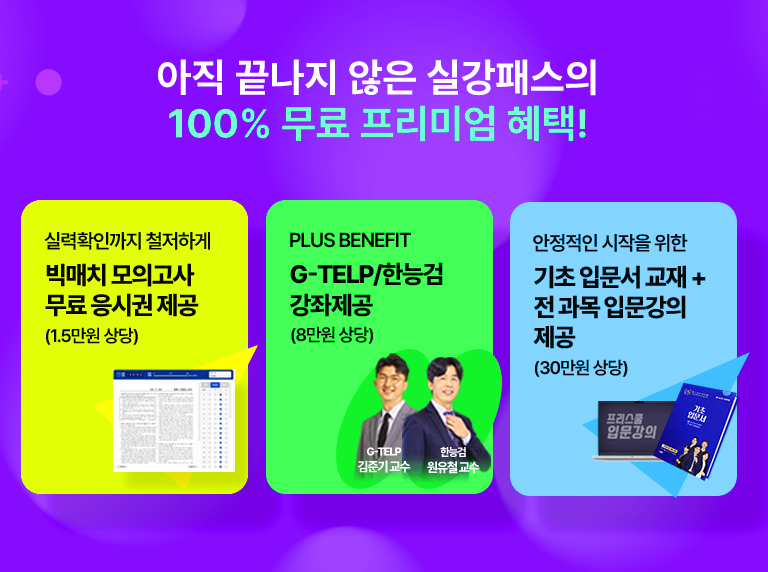 아직 끝나지 않은 실강패스의
100% 무료 프리미엄 혜택!
실력확인까지 철저하게
빅매치 모의고사
무료 응시권 제공
(1.5만원 상당)
PLUS BENEFIT
G-TELP/한능검
강좌제공
(8만원 상당)
G-TELP
김준기 교수
한능검
원유철 교수
안정적인 시작을 위한
기초 입문서 교재 +
전 과목 입문강의
제공
(30만원 상당)
프리스쿨
입문강의
기초
입문서